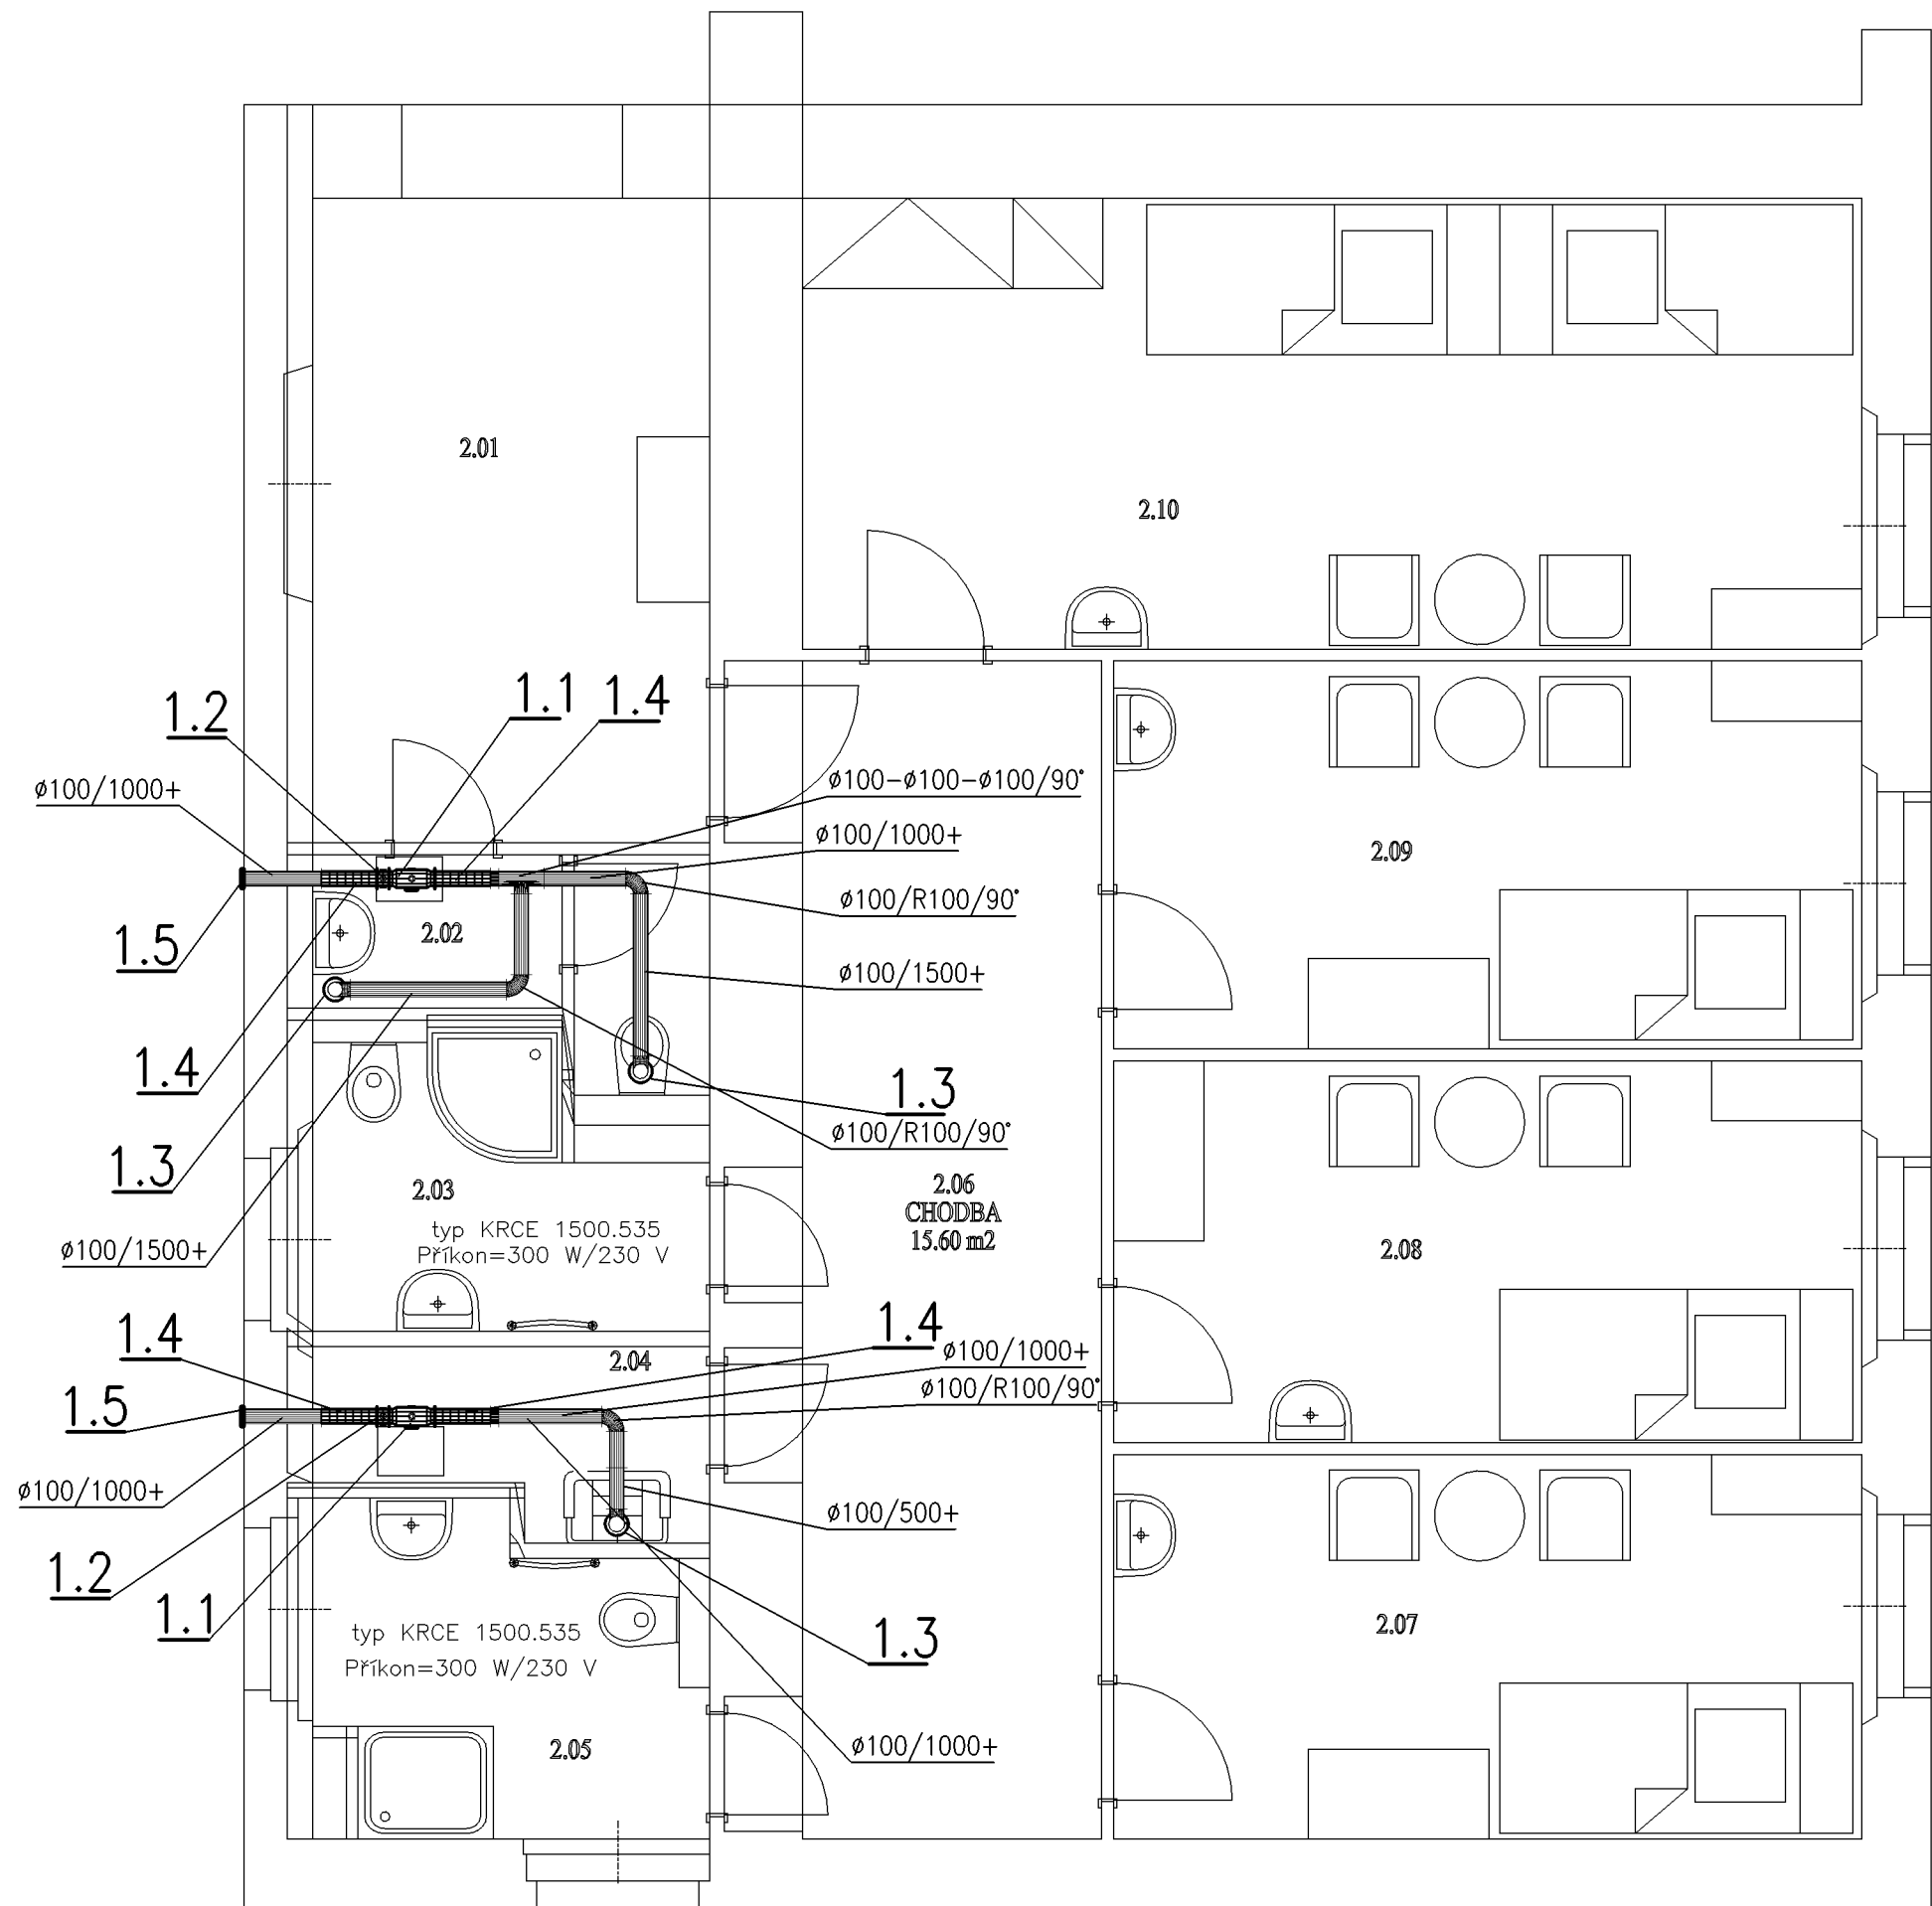 2.01
2.10
1.2
1.1
1.4
ø100/1000+
ø100-ø100-ø100/90°
ø100/1000+
2.09
ø100/R100/90°
1.5
2.02
ø100/1500+
1.4
1.3
ø100/R100/90°
1.3
2.03
2.06
CHODBA
15.60 m2
typ KRCE 1500.535
Příkon=300 W/230 V
ø100/1500+
2.08
1.4
1.4
ø100/1000+
2.04
ø100/R100/90°
1.5
ø100/1000+
ø100/500+
1.2
1.1
1.3
2.07
typ KRCE 1500.535
Příkon=300 W/230 V
2.05
ø100/1000+